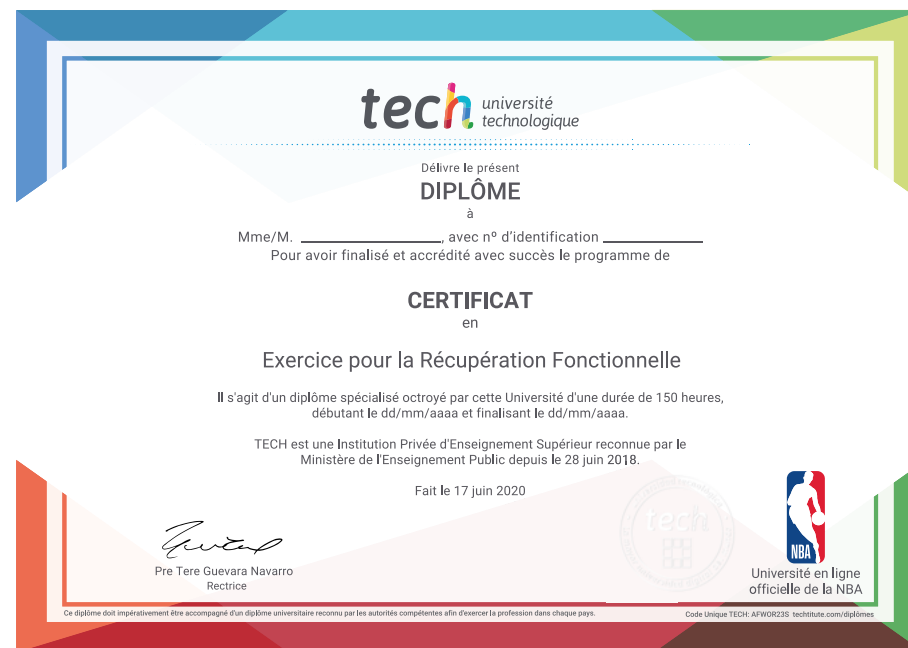 tech université
technologique
Délivre le présent
DIPLÔME
à
Mme/M. ____________________, avec nº d'identification ______________
Pour avoir finalisé et accrédité avec succès le programme de
CERTIFICAT
en
Exercice pour la Récupération Fonctionnelle
Il s'agit d'un diplôme spécialisé octroyé par cette Université d'une durée de 150 heures,
débutant le dd/mm/aaaa et finalisant le dd/mm/aaaa.
TECH est une Institution Privée d'Enseignement Supérieur reconnue par le
Ministère de l'Enseignement Public depuis le 28 juin 2018.
Fait le 17 juin 2020
tech
NBA
Pre Tere Guevara Navarro
Rectrice
Université en ligne
officielle de la NBA
Ce diplôme doit impérativement être accompagné d'un diplôme universitaire reconnu par les autorités compétentes afin d'exercer la profession dans chaque pays.
Code Unique TECH: AFWOR23S techtitute.com/diplômes